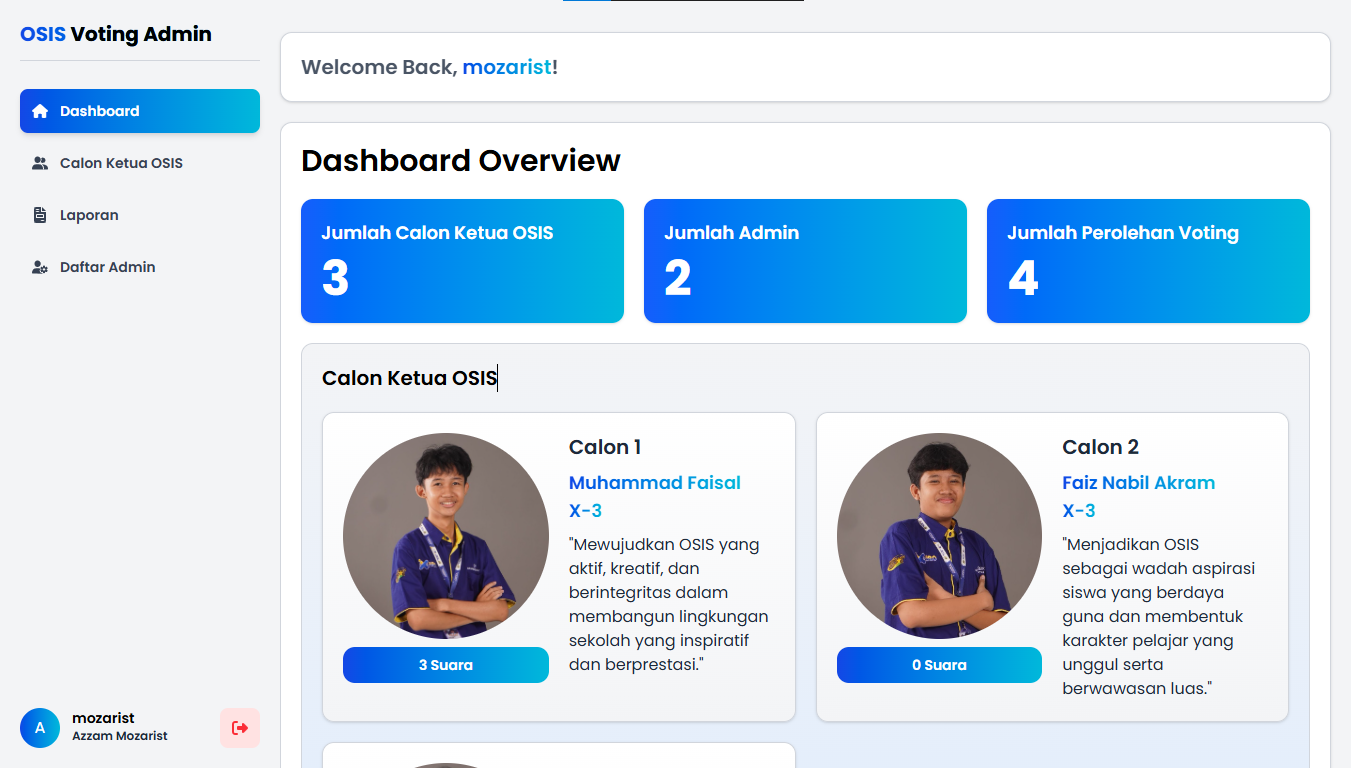 OSIS Voting Admin
Dashboard
Calon Ketua OSIS
Laporan
Daftar Admin
A
mozarist
Azzam Mozarist
Welcome Back, mozarist!
Dashboard Overview
Jumlah Calon Ketua OSIS
3
Jumlah Admin
2
Jumlah Perolehan Voting
4
Calon Ketua OSIS
3 Suara
Calon 1
Muhammad Faisal
X-3
"Mewujudkan OSIS yang
aktif, kreatif, dan
berintegritas dalam
membangun lingkungan
sekolah yang inspiratif
dan berprestasi."
0 Suara
Calon 2
Faiz Nabil Akram
X-3
"Menjadikan OSIS
sebagai wadah aspirasi
siswa yang berdaya
guna dan membentuk
karakter pelajar yang
unggul serta
berwawasan luas."